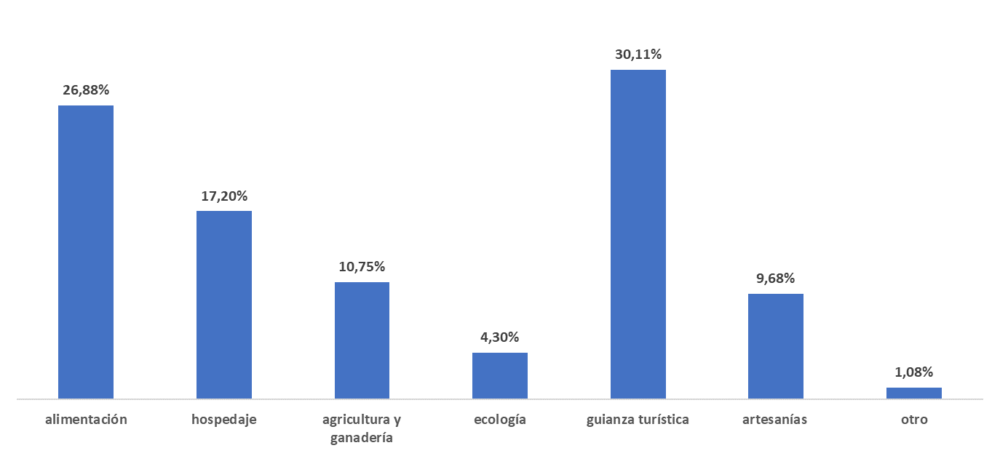 30,11%
26,88%
17,20%
10,75%
9,68%
4,30%
1,08%
alimentación
hospedaje
agricultura y
ganadería
ecología
guianza turística
artesanías
otro